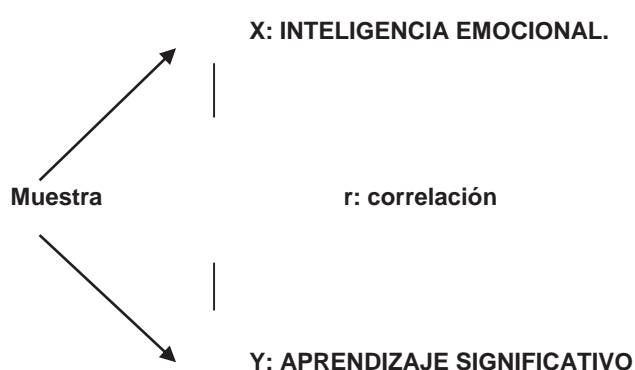 X: INTELIGENCIA EMOCIONAL.
Muestra r: correlación
Y: APRENDIZAJE SIGNIFICATIVO